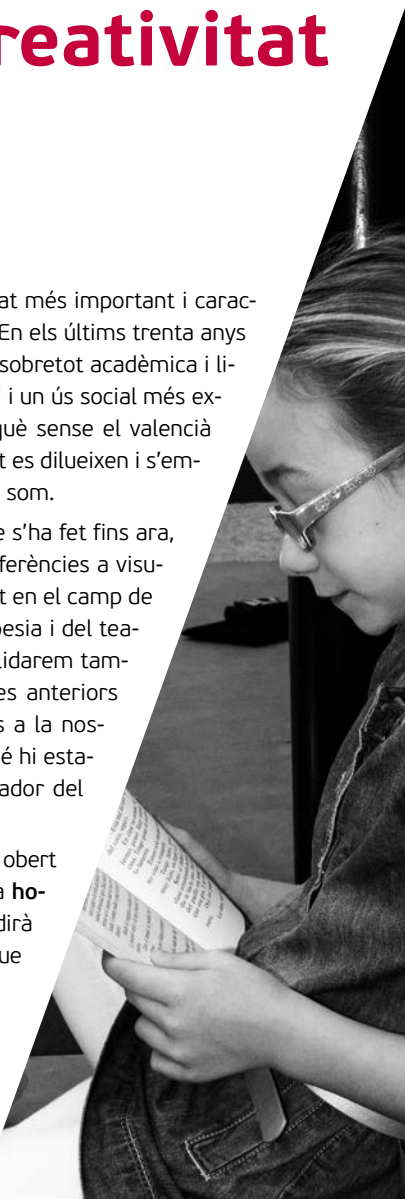 reativitat
at més important i carac-
En els últims trenta anys
sobretot acadèmica i li-
i un ús social més ex-
què sense el valencià
t es dilueixen i s'em-
som.
e s'ha fet fins ara,
ferències a visu-
t en el camp de
oesia i del tea-
lidarem tam-
es anteriors
s a la nos-
é hi esta-
ador del
obert
a ho-
dirà
ue